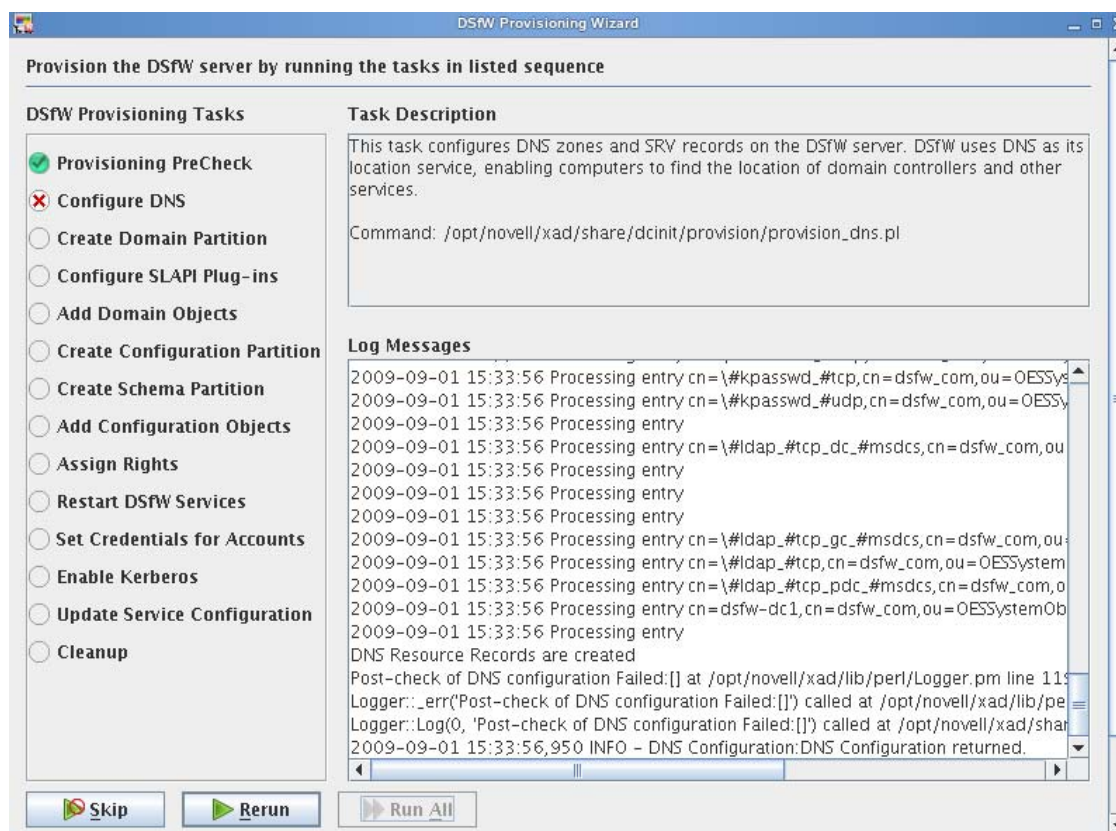 DSfW Provisioning Wizard
Provision the DSfW server by running the tasks in listed sequence
DSfW Provisioning Tasks
Provisioning PreCheck
Configure DNS
Create Domain Partition
Configure SLAPI Plug-ins
Add Domain Objects
Create Configuration Partition
Create Schema Partition
Add Configuration Objects
Assign Rights
Restart DSfW Services
Set Credentials for Accounts
Enable Kerberos
Update Service Configuration
Cleanup
Task Description
This task configures DNS zones and SRV records on the DSfW server. DSfW uses DNS as its
location service, enabling computers to find the location of domain controllers and other
services.
Command: /opt/novell/xad/share/dcinit/provision/provision_dns.pl
Log Messages
2009-09-01 15:33:56 Processing entry cn=\#kpasswd_#tcp,cn=dsfw_com,ou=OESSys
2009-09-01 15:33:56 Processing entry cn=\#kpasswd_#udp,cn=dsfw_com,ou=OESSy
2009-09-01 15:33:56 Processing entry
2009-09-01 15:33:56 Processing entry cn=\#ldap_#tcp_dc_#msdcs,cn=dsfw_com,ou
2009-09-01 15:33:56 Processing entry
2009-09-01 15:33:56 Processing entry
2009-09-01 15:33:56 Processing entry
2009-09-01 15:33:56 Processing entry cn=\#ldap_#tcp_gc_#msdcs,cn=dsfw_com,ou
2009-09-01 15:33:56 Processing entry cn=\#ldap_#tcp,cn=dsfw_com,ou=OESSystem
2009-09-01 15:33:56 Processing entry cn=\#ldap_#tcp_pdc_#msdcs,cn=dsfw_com,o
2009-09-01 15:33:56 Processing entry cn=dsfw-dc1,cn=dsfw_com,ou=OESSystemOb
2009-09-01 15:33:56 Processing entry
DNS Resource Records are created
Post-check of DNS configuration Failed:[] at /opt/novell/xad/lib/perl/Logger.pm line 119
Logger::_err('Post-check of DNS configuration Failed:[]') called at /opt/novell/xad/lib/pe
Logger::Log(0, 'Post-check of DNS configuration Failed:[]') called at /opt/novell/xad/shar
2009-09-01 15:33:56,950 INFO - DNS Configuration:DNS Configuration returned.
Skip
Rerun
Run All